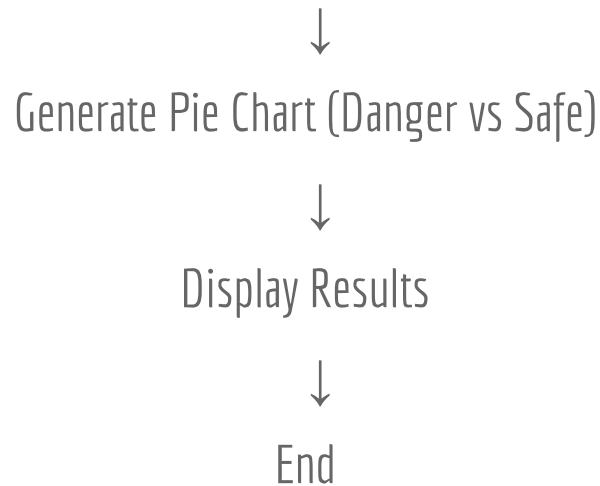 ↓
Generate Pie Chart (Danger vs Safe)
↓
Display Results
↓
End